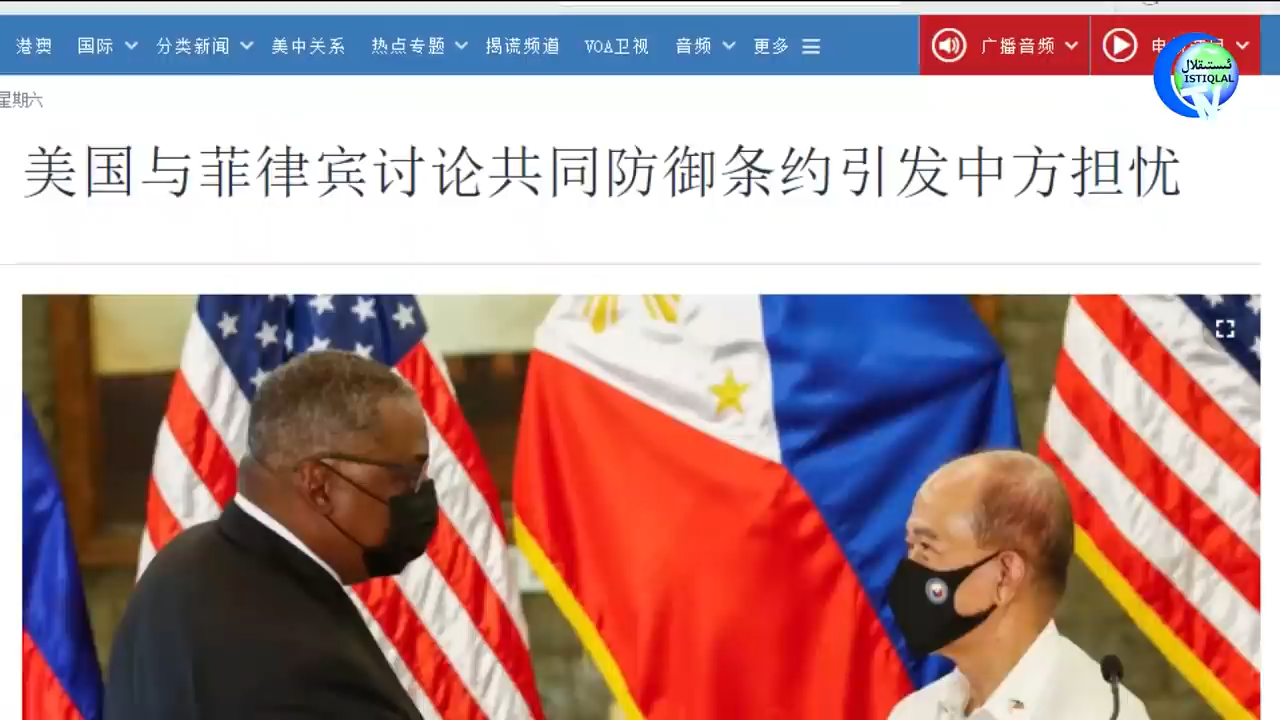 港澳 国际 分类新闻 美中关系 热点专题 揭谎频道 VOA卫视 音频 更多 广播音频
ئىستىقلال
ISTIQLAL
星期六
美国与菲律宾讨论共同防御条约引发中方担忧